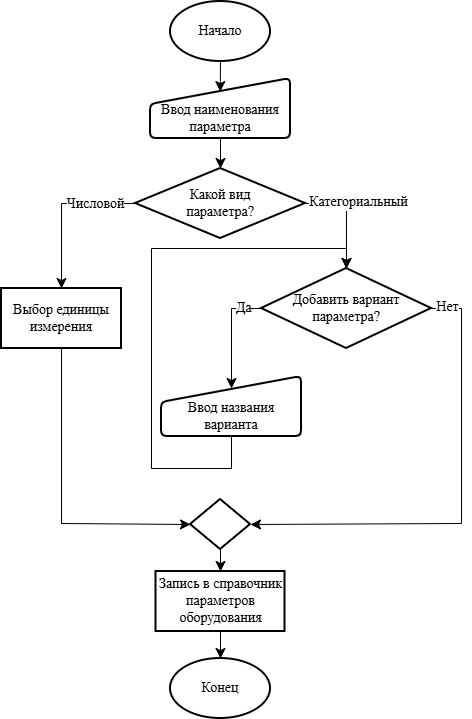 Начало
Ввод наименования
параметра
Какой вид
параметра?
Числовой
Категориальный
Выбор единицы
измерения
Добавить вариант
параметра?
Да
Нет
Ввод названия
варианта
Запись в справочник
параметров
оборудования
Конец